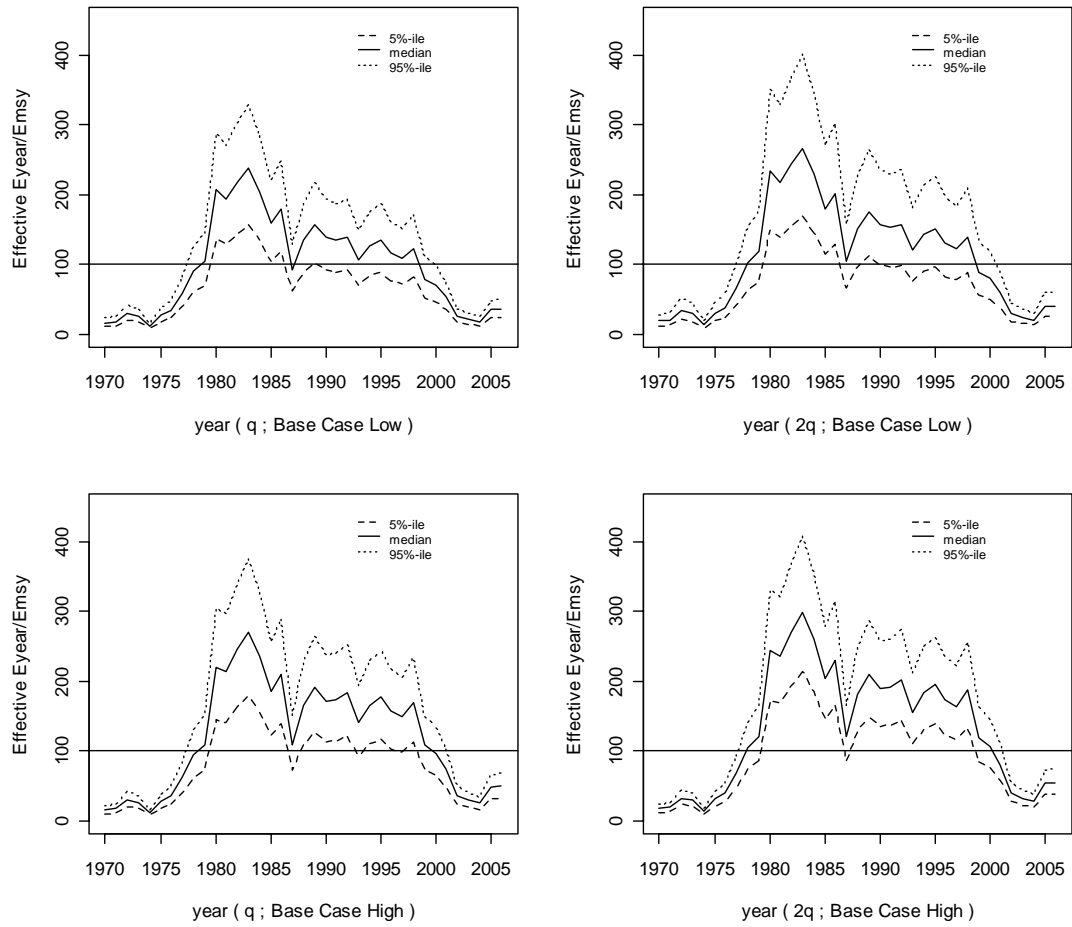 Effective Eyear/Emsy
400
300
200
100
0
5%-ile
median
95%-ile
1970 1975 1980 1985 1990 1995 2000 2005
year ( q ; Base Case Low )
Effective Eyear/Emsy
400
300
200
100
0
5%-ile
median
95%-ile
1970 1975 1980 1985 1990 1995 2000 2005
year ( 2q ; Base Case Low )
Effective Eyear/Emsy
400
300
200
100
0
5%-ile
median
95%-ile
1970 1975 1980 1985 1990 1995 2000 2005
year ( q ; Base Case High )
Effective Eyear/Emsy
400
300
200
100
0
5%-ile
median
95%-ile
1970 1975 1980 1985 1990 1995 2000 2005
year ( 2q ; Base Case High )